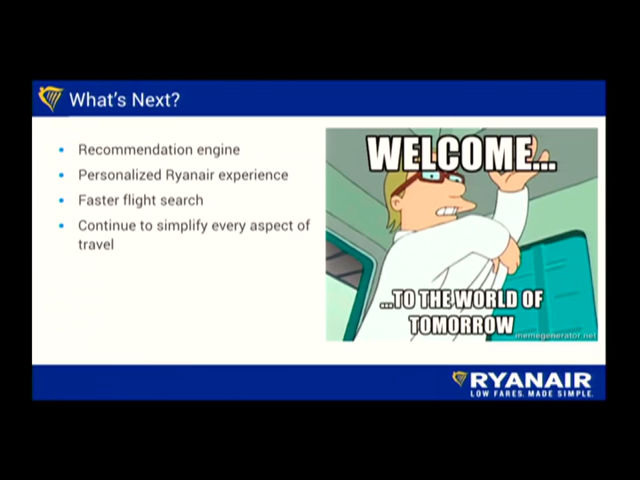 What's Next?
Recommendation engine
Personalized Ryanair experience
Faster flight search
Continue to simplify every aspect of
travel
WELCOME...
...TO THE WORLD OF
TOMORROW
memegenerator.net
RYANAIR
LOW FARES. MADE SIMPLE.